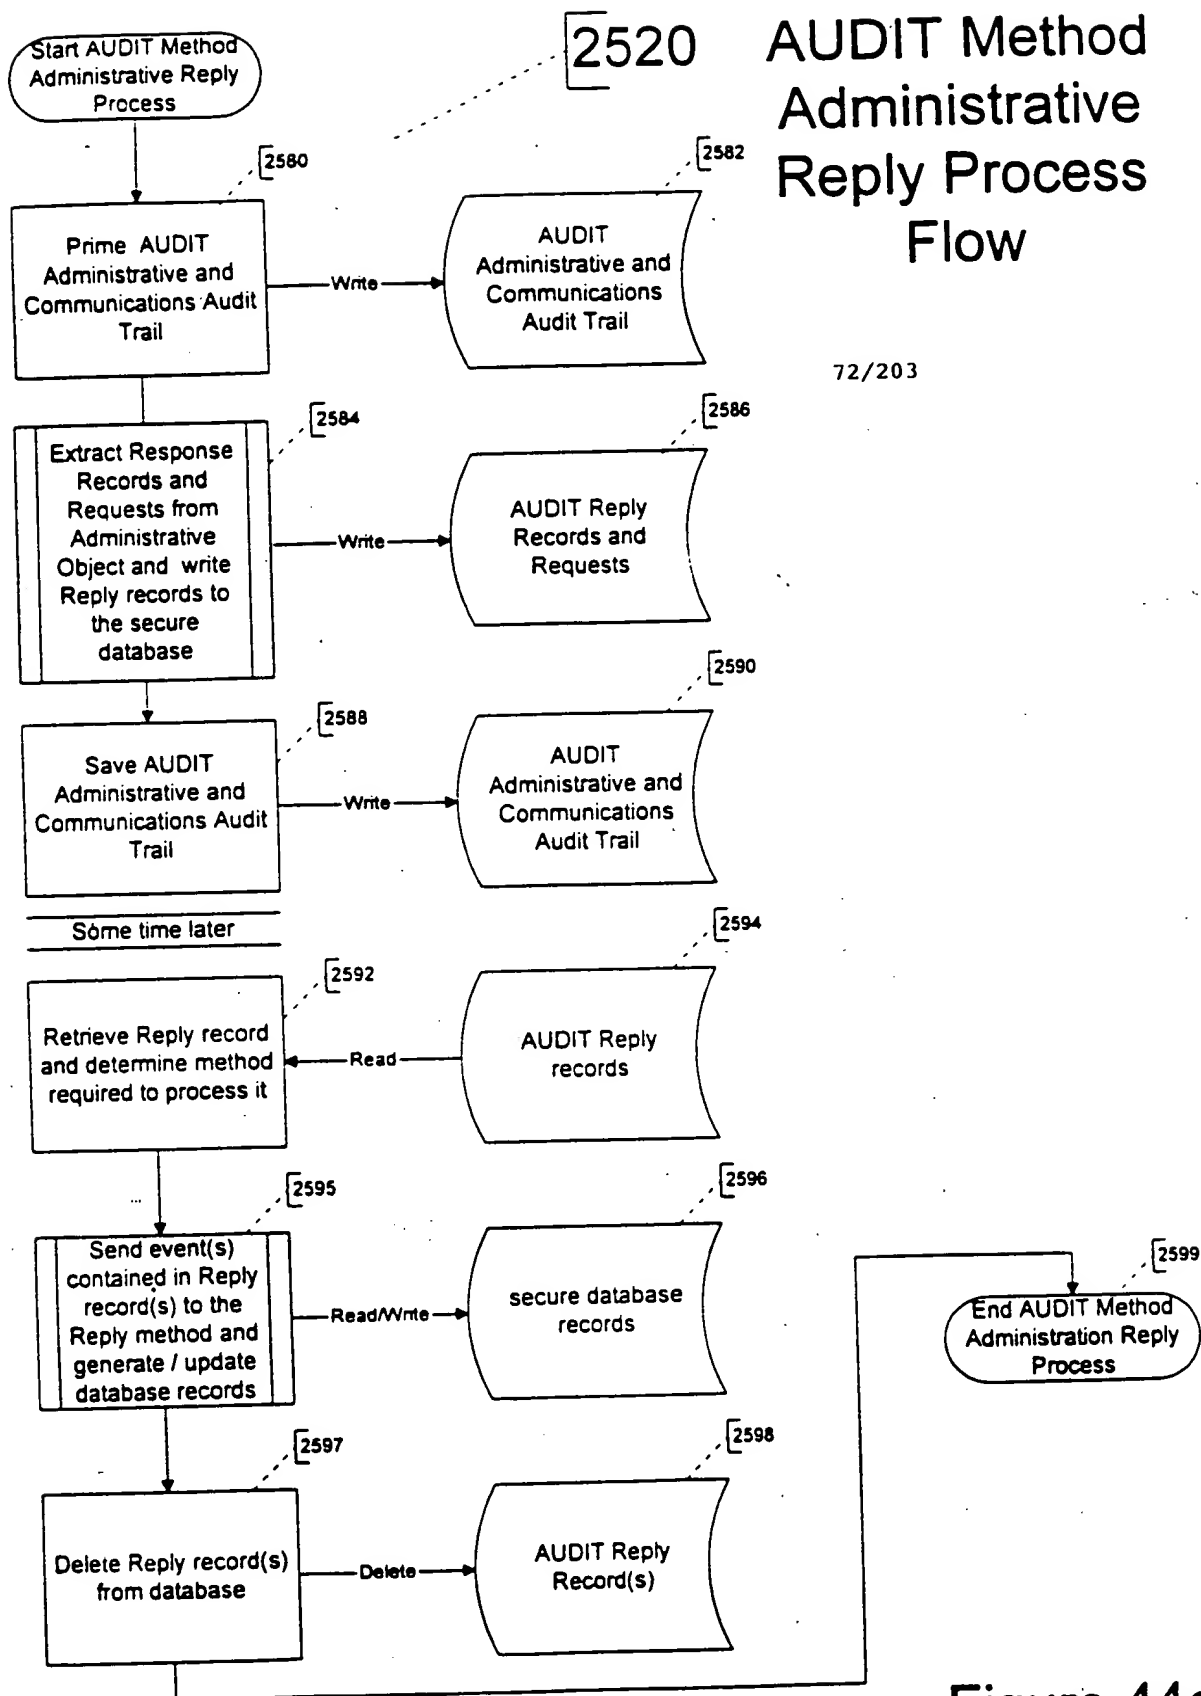 2520
AUDIT Method
Administrative
Reply Process
Flow
72/203
Start AUDIT Method
Administrative Reply
Process
2580
Prime AUDIT
Administrative and
Communications Audit
Trail
Write
2582
AUDIT
Administrative and
Communications
Audit Trail
2584
Extract Response
Records and
Requests from
Administrative
Object and write
Reply records to
the secure
database
Write
2586
AUDIT Reply
Records and
Requests
2588
Save AUDIT
Administrative and
Communications Audit
Trail
Write
2590
AUDIT
Administrative and
Communications
Audit Trail
Some time later
2592
Retrieve Reply record
and determine method
required to process it
Read
2594
AUDIT Reply
records
2595
Send event(s)
contained in Reply
record(s) to the
Reply method and
generate / update
database records
Read/Write
2596
secure database
records
2597
Delete Reply record(s)
from database
Delete
2598
AUDIT Reply
Record(s)
2599
End AUDIT Method
Administration Reply
Process
Figure